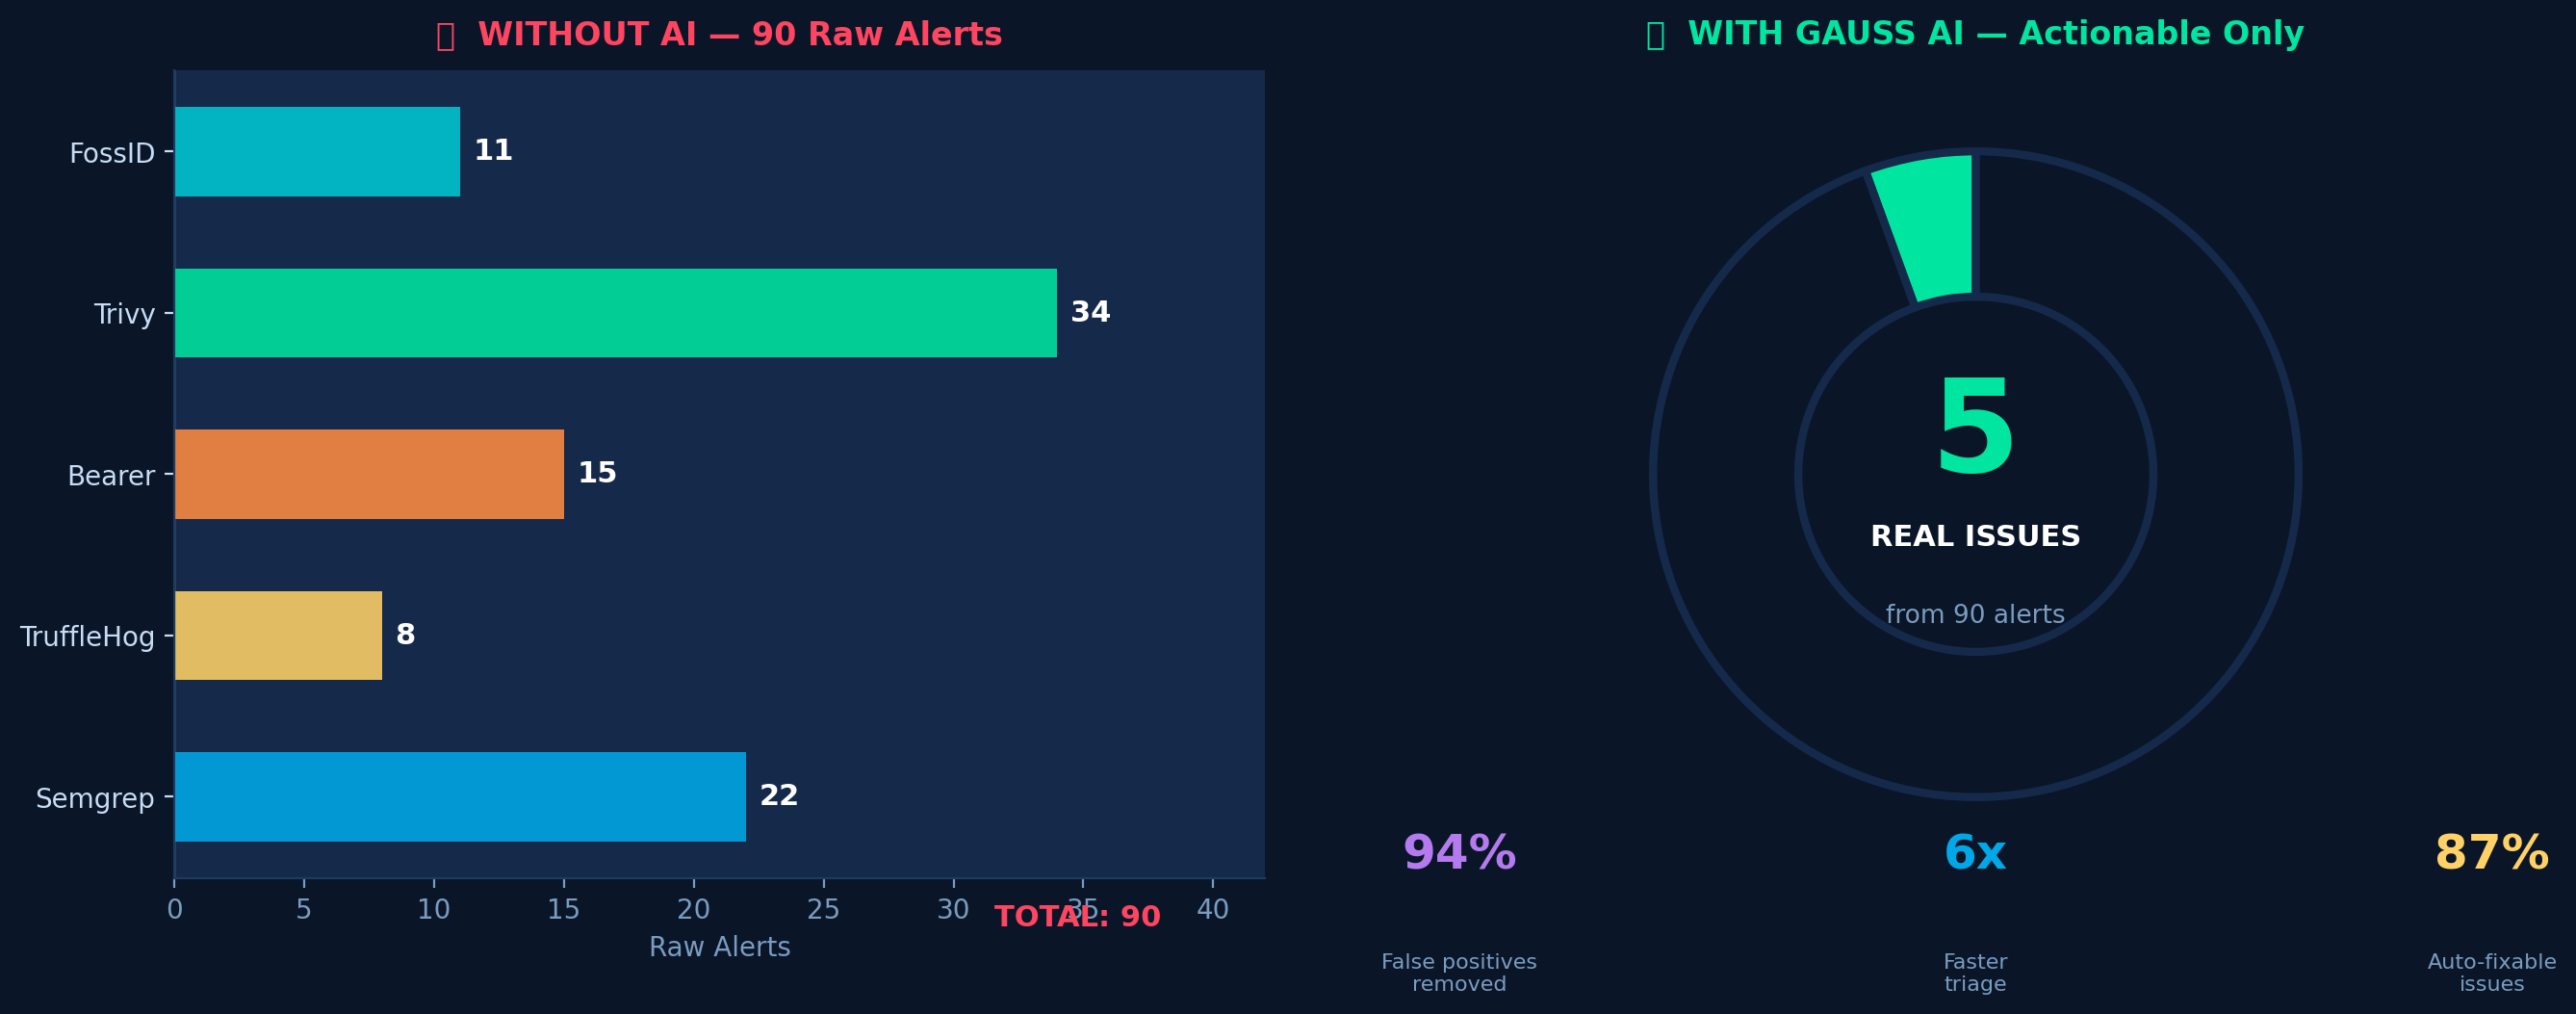 WITHOUT AI — 90 Raw Alerts
FossID
11
Trivy
34
Bearer
15
TruffleHog
8
Semgrep
22
0 5 10 15 20 25 30 35 40
TOTAL: 90
Raw Alerts
WITH GAUSS AI — Actionable Only
5
REAL ISSUES
from 90 alerts
94% 6x 87%
False positives Faster Auto-fixable
removed triage issues